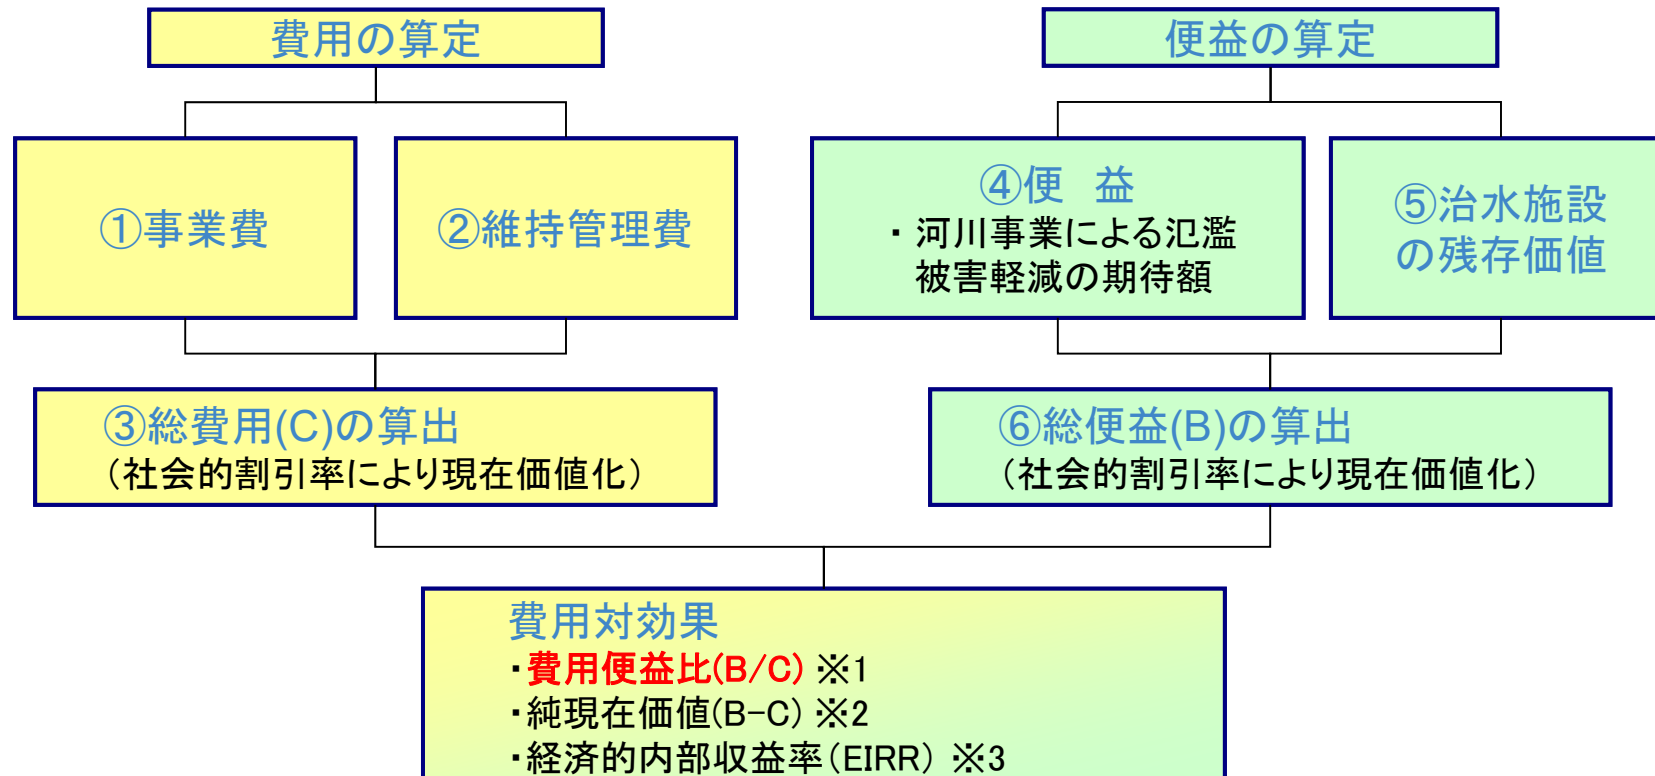 費用の算定
便益の算定
①事業費
②維持管理費
④便　益
・河川事業による氾濫
被害軽減の期待額
⑤治水施設
の残存価値
③総費用(C)の算出
（社会的割引率により現在価値化）
⑥総便益(B)の算出
（社会的割引率により現在価値化）
費用対効果
・費用便益比(B/C) ※1
・純現在価値(B-C) ※2
・経済的内部収益率（EIRR） ※3